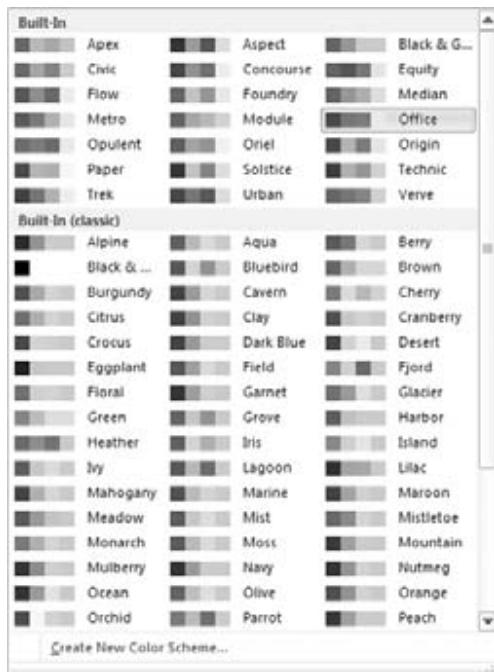 Built-In
Apex Aspect Black & G...
Civic Concourse Equity
Flow Foundry Median
Metro Module Office
Opulent Oriel Origin
Paper Solstice Technic
Trek Urban Verve
Built-In (classic)
Alpine Aqua Berry
Black & ... Bluebird Brown
Burgundy Cavern Cherry
Citrus Clay Cranberry
Crocus Dark Blue Desert
Eggplant Field Fjord
Floral Garnet Glacier
Green Grove Harbor
Heather Iris Island
Ivy Lagoon Lilac
Mahogany Marine Maroon
Meadow Mist Mistletoe
Monarch Moss Mountain
Mulberry Navy Nutmeg
Ocean Olive Orange
Orchid Parrot Peach
Create New Color Scheme...